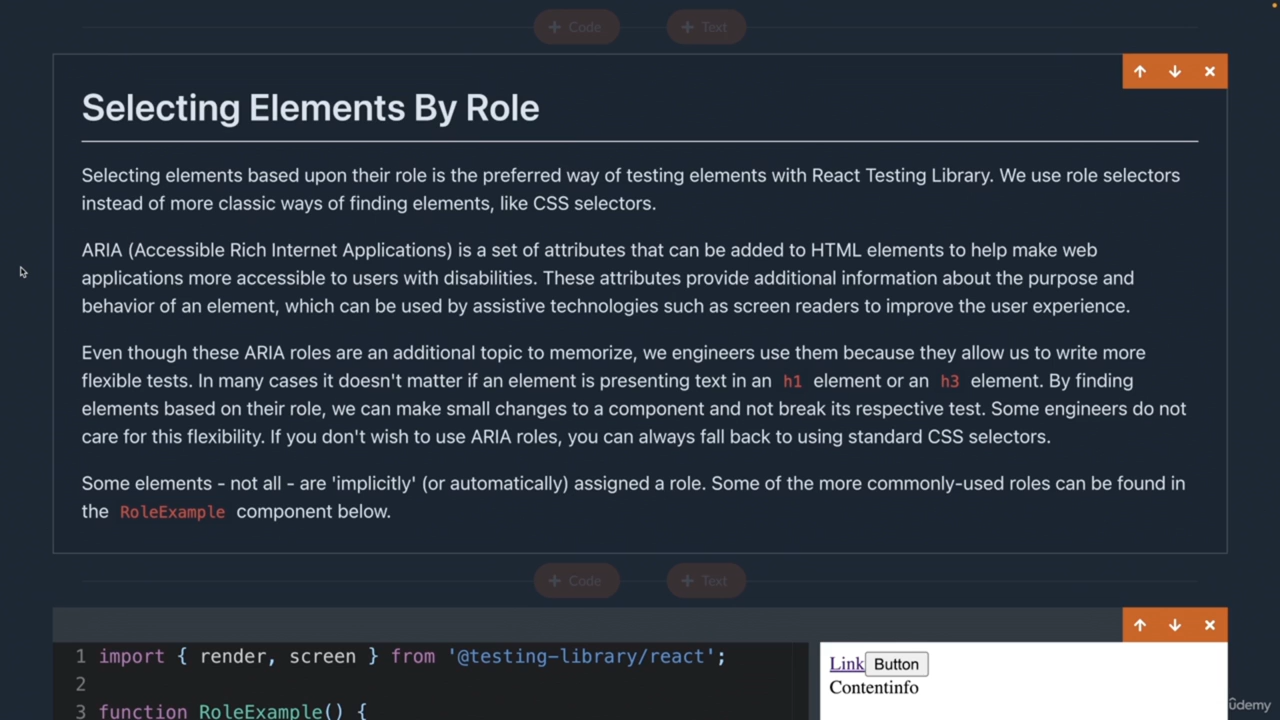 Code Text
Selecting Elements By Role
Selecting elements based upon their role is the preferred way of testing elements with React Testing Library. We use role selectors
instead of more classic ways of finding elements, like CSS selectors.
ARIA (Accessible Rich Internet Applications) is a set of attributes that can be added to HTML elements to help make web
applications more accessible to users with disabilities. These attributes provide additional information about the purpose and
behavior of an element, which can be used by assistive technologies such as screen readers to improve the user experience.
Even though these ARIA roles are an additional topic to memorize, we engineers use them because they allow us to write more
flexible tests. In many cases it doesn't matter if an element is presenting text in an h1 element or an h3 element. By finding
elements based on their role, we can make small changes to a component and not break its respective test. Some engineers do not
care for this flexibility. If you don't wish to use ARIA roles, you can always fall back to using standard CSS selectors.
Some elements - not all - are 'implicitly' (or automatically) assigned a role. Some of the more commonly-used roles can be found in
the RoleExample component below.
Code Text
1 import { render, screen } from '@testing-library/react';
2
3 function RoleExample() {
Link Button
Contentinfo
ûdemy